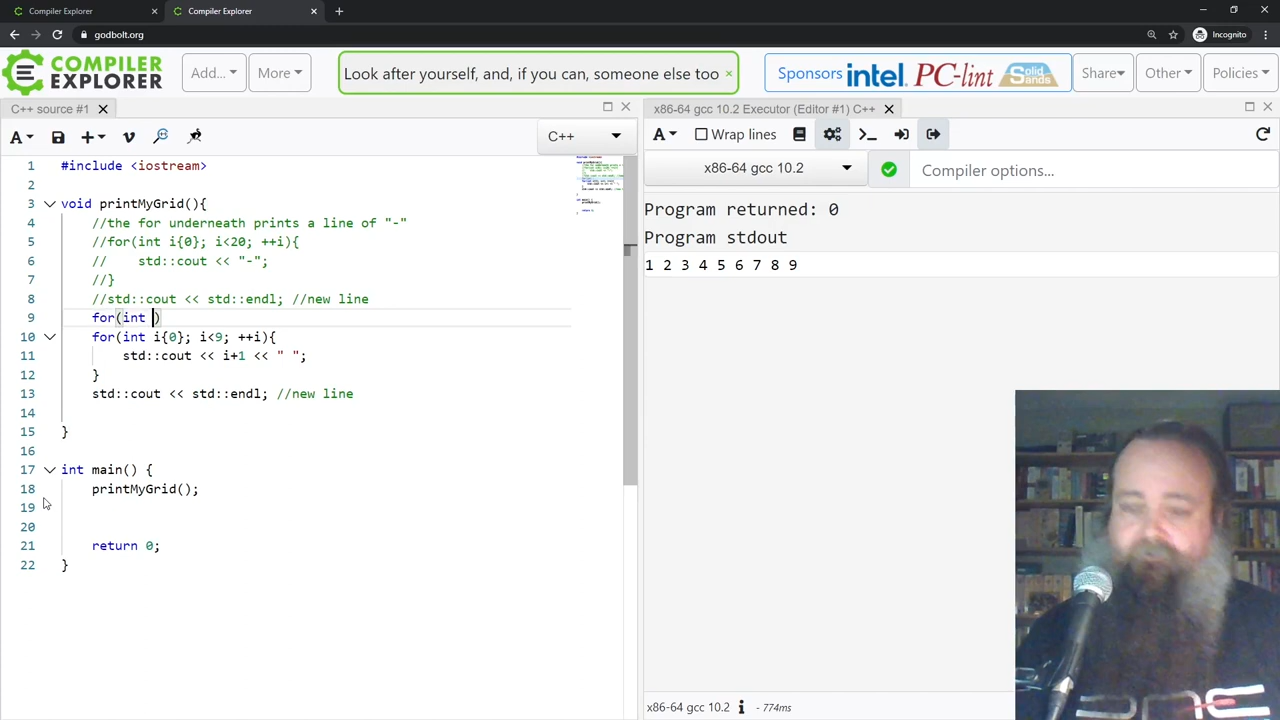 Compiler Explorer
Compiler Explorer
godbolt.org
Incognito
COMPILER EXPLORER
Add...
More
Look after yourself, and, if you can, someone else too ×
Sponsors intel. PC-lint Solid Sands
Share
Other
Policies
C++ source #1
x86-64 gcc 10.2 Executor (Editor #1) C++
A
C++
A
Wrap lines
x86-64 gcc 10.2
Compiler options...
1 #include <iostream>
2
3 void printMyGrid(){
4 //the for underneath prints a line of "-"
5 //for(int i{0}; i<20; ++i){
6 // std::cout << "-";
7 //}
8 //std::cout << std::endl; //new line
9 for(int )
10 for(int i{0}; i<9; ++i){
11 std::cout << i+1 << " ";
12 }
13 std::cout << std::endl; //new line
14
15 }
16
17 int main() {
18 printMyGrid();
19
20
21 return 0;
22 }
Program returned: 0
Program stdout
1 2 3 4 5 6 7 8 9
x86-64 gcc 10.2 i - 774ms